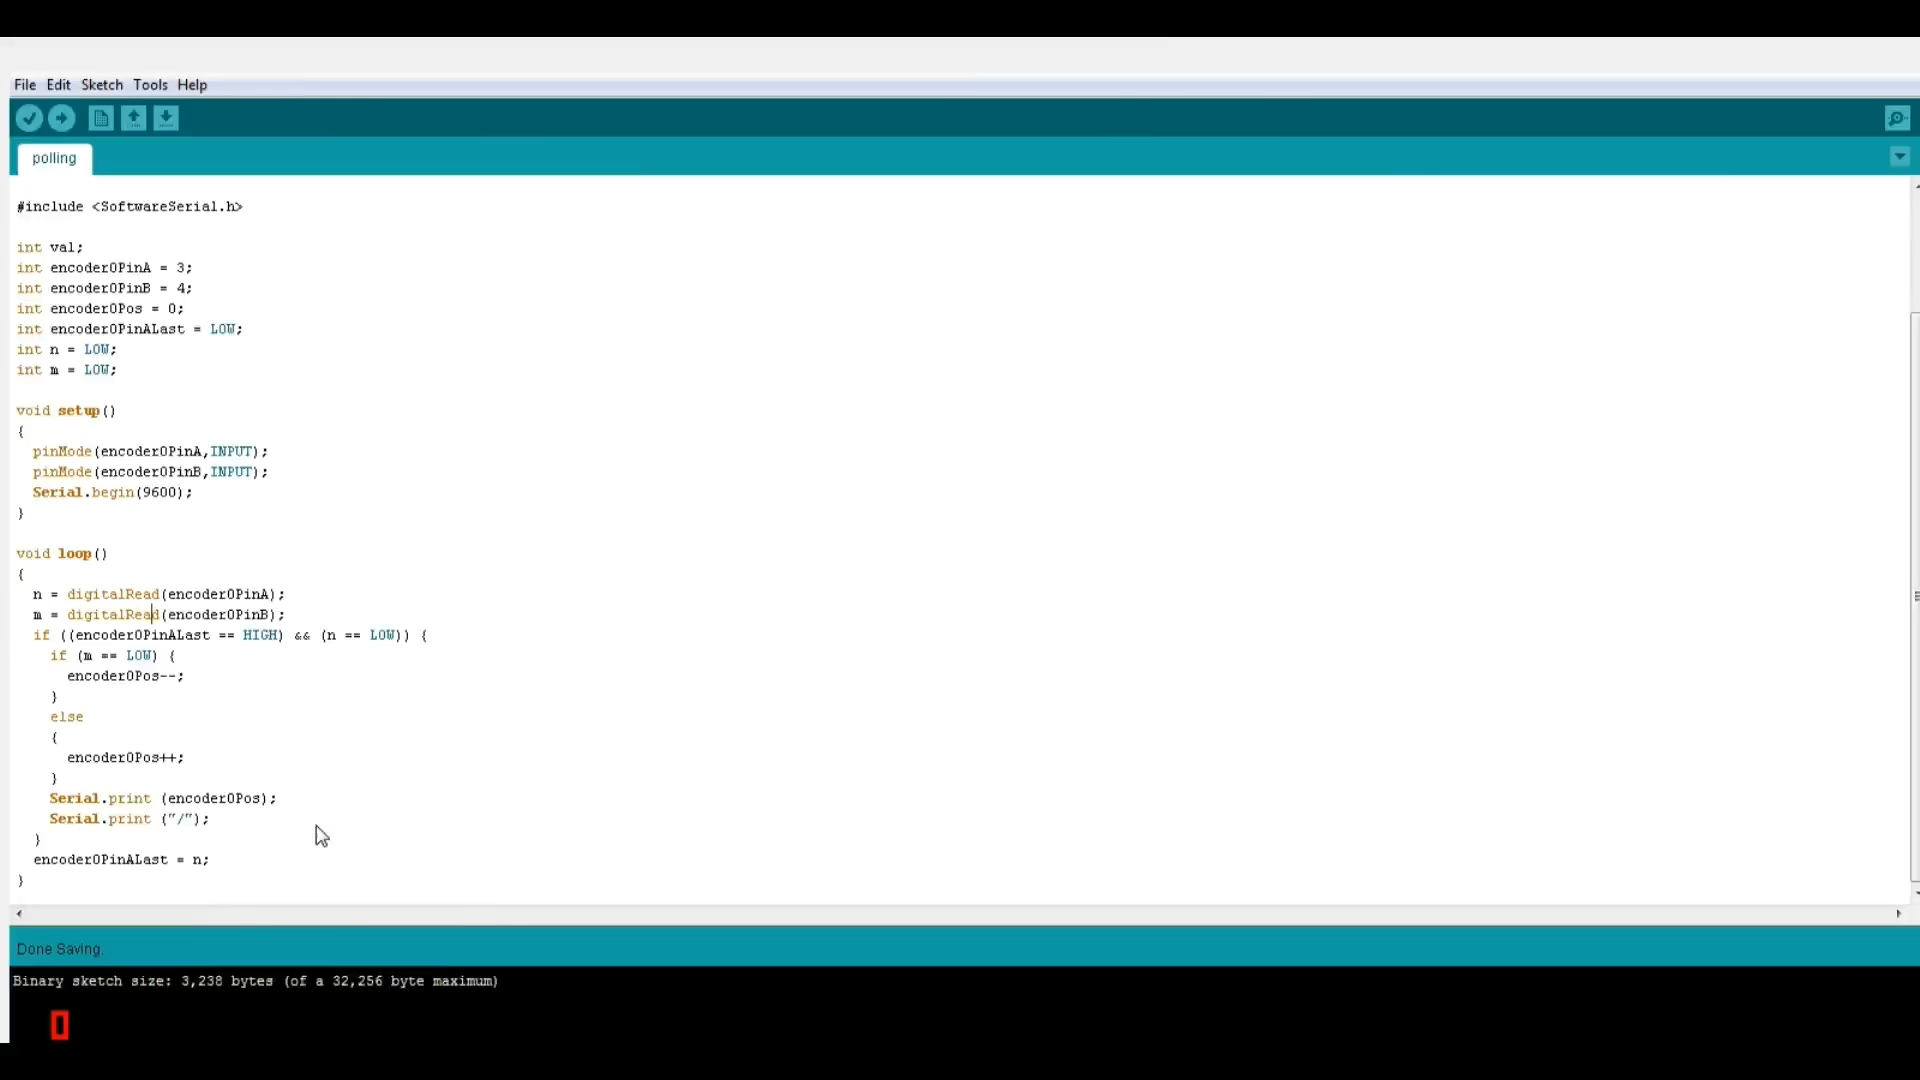 File Edit Sketch Tools Help
polling
#include <SoftwareSerial.h>
int val;
int encoder0PinA = 3;
int encoder0PinB = 4;
int encoder0Pos = 0;
int encoder0PinALast = LOW;
int n = LOW;
int m = LOW;
void setup()
{
pinMode(encoder0PinA,INPUT);
pinMode(encoder0PinB,INPUT);
Serial.begin(9600);
}
void loop()
{
n = digitalRead(encoder0PinA);
m = digitalRead(encoder0PinB);
if ((encoder0PinALast == HIGH) && (n == LOW)) {
if (m == LOW) {
encoder0Pos--;
}
else
{
encoder0Pos++;
}
Serial.print (encoder0Pos);
Serial.print ("/");
}
encoder0PinALast = n;
}
Done Saving.
Binary sketch size: 3,238 bytes (of a 32,256 byte maximum)